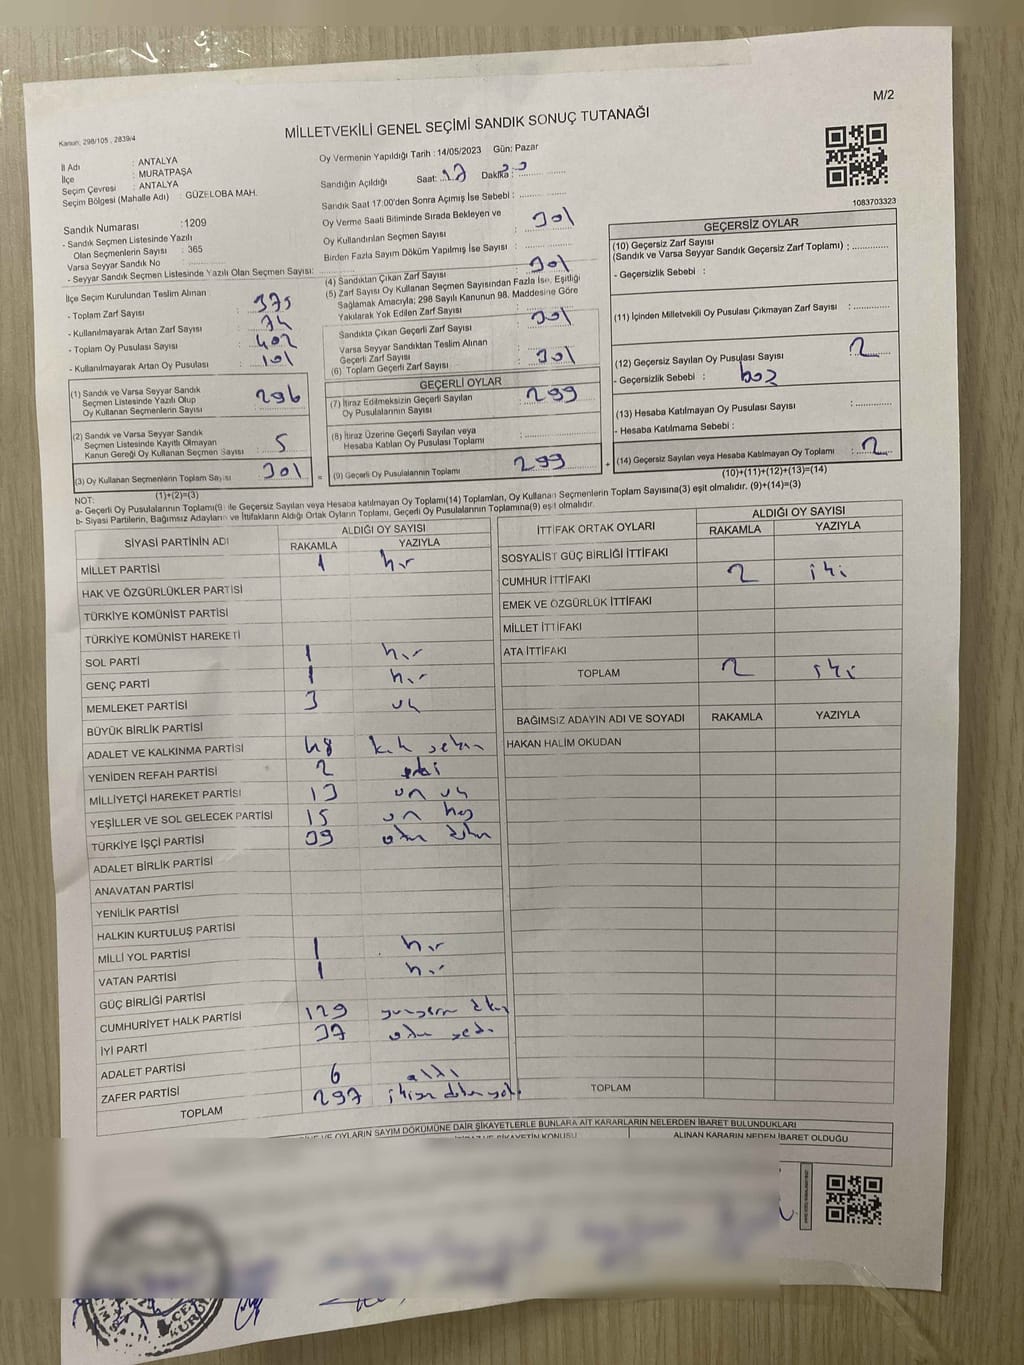 M/2
Kanun; 298/105 , 2839/4
MİLLETVEKİLİ GENEL SEÇİMİ SANDIK SONUÇ TUTANAĞI
İl Adı : ANTALYA
İlçe : MURATPAŞA
Seçim Çevresi : ANTALYA
Seçim Bölgesi (Mahalle Adı) : GÜZELOBA MAH.
Oy Vermenin Yapıldığı Tarih : 14/05/2023 Gün: Pazar
Sandığın Açıldığı Saat: 17 Dakika :
Sandık Saat 17:00'den Sonra Açımış İse Sebebi :
Oy Verme Saati Bitiminde Sırada Bekleyen ve
Oy Kullandırılan Seçmen Sayısı : 301
Birden Fazla Sayım Döküm Yapılmış İse Sayısı :
1083703323
Sandık Numarası : 1209
- Sandık Seçmen Listesinde Yazılı
Olan Seçmenlerin Sayısı : 365
Varsa Seyyar Sandık No
- Seyyar Sandık Seçmen Listesinde Yazılı Olan Seçmen Sayısı:
İlçe Seçim Kurulundan Teslim Alınan
- Toplam Zarf Sayısı : 375
- Kullanılmayarak Artan Zarf Sayısı : 74
- Toplam Oy Pusulası Sayısı : 402
- Kullanılmayarak Artan Oy Pusulası : 101
(1) Sandık ve Varsa Seyyar Sandık
Seçmen Listesinde Yazılı Olup
Oy Kullanan Seçmenlerin Sayısı : 296
(2) Sandık ve Varsa Seyyar Sandık
Seçmen Listesinde Kayıtlı Olmayan
Kanun Gereği Oy Kullanan Seçmen Sayısı : 5
(3) Oy Kullanan Seçmenlerin Toplam Sayısı : 301
(1)+(2)=(3)
(4) Sandıktan Çıkan Zarf Sayısı : 301
(5) Zarf Sayısı Oy Kullanan Seçmen Sayısından Fazla İse, Eşitliği
Sağlamak Amacıyla; 298 Sayılı Kanunun 98. Maddesine Göre
Yakılarak Yok Edilen Zarf Sayısı :
Sandıkta Çıkan Geçerli Zarf Sayısı : 301
Varsa Seyyar Sandıktan Teslim Alınan
Geçerli Zarf Sayısı :
(6) Toplam Geçerli Zarf Sayısı : 301
GEÇERLİ OYLAR
(7) İtiraz Edilmeksizin Geçerli Sayılan
Oy Pusulalarının Sayısı : 299
(8) İtiraz Üzerine Geçerli Sayılan veya
Hesaba Katılan Oy Pusulası Toplamı :
(9) Geçerli Oy Pusulalarının Toplamı : 299
GEÇERSİZ OYLAR
(10) Geçersiz Zarf Sayısı
(Sandık ve Varsa Seyyar Sandık Geçersiz Zarf Toplamı) :
- Geçersizlik Sebebi :
(11) İçinden Milletvekili Oy Pusulası Çıkmayan Zarf Sayısı :
(12) Geçersiz Sayılan Oy Pusulası Sayısı : 2
- Geçersizlik Sebebi : boz
(13) Hesaba Katılmayan Oy Pusulası Sayısı :
- Hesaba Katılmama Sebebi :
(14) Geçersiz Sayılan veya Hesaba Katılmayan Oy Toplamı : 2
(10)+(11)+(12)+(13)=(14)
NOT:
a- Geçerli Oy Pusulalarının Toplamı(9) ile Geçersiz Sayılan veya Hesaba katılmayan Oy Toplamı(14) Toplamları, Oy Kullanan Seçmenlerin Toplam Sayısına(3) eşit olmalıdır. (9)+(14)=(3)
b- Siyasi Partilerin, Bağımsız Adayların ve İttifakların Aldığı Ortak Oyların Toplamı, Geçerli Oy Pusulalarının Toplamına(9) eşit olmalıdır.
SİYASİ PARTİNİN ADI ALDIĞI OY SAYISI
RAKAMLA YAZIYLA
MİLLET PARTİSİ 1 bir
HAK VE ÖZGÜRLÜKLER PARTİSİ
TÜRKİYE KOMÜNİST PARTİSİ
TÜRKİYE KOMÜNİST HAREKETİ
SOL PARTİ 1 bir
GENÇ PARTİ 1 bir
MEMLEKET PARTİSİ 3 üç
BÜYÜK BİRLİK PARTİSİ
ADALET VE KALKINMA PARTİSİ 48 kırk sekiz
YENİDEN REFAH PARTİSİ 2 iki
MİLLİYETÇİ HAREKET PARTİSİ 13 on üç
YEŞİLLER VE SOL GELECEK PARTİSİ 15 on beş
TÜRKİYE İŞÇİ PARTİSİ 39 otuz dokuz
ADALET BİRLİK PARTİSİ
ANAVATAN PARTİSİ
YENİLİK PARTİSİ
HALKIN KURTULUŞ PARTİSİ
MİLLİ YOL PARTİSİ 1 bir
VATAN PARTİSİ 1 bir
GÜÇ BİRLİĞİ PARTİSİ
CUMHURİYET HALK PARTİSİ 129 yüzyirmi dokuz
İYİ PARTİ 37 otuz yedi
ADALET PARTİSİ
ZAFER PARTİSİ 6 altı
TOPLAM 297 ikiyüz doksan yedi
İTTİFAK ORTAK OYLARI ALDIĞI OY SAYISI
RAKAMLA YAZIYLA
SOSYALİST GÜÇ BİRLİĞİ İTTİFAKI
CUMHUR İTTİFAKI 2 iki
EMEK VE ÖZGÜRLÜK İTTİFAKI
MİLLET İTTİFAKI
ATA İTTİFAKI
TOPLAM 2 iki
BAĞIMSIZ ADAYIN ADI VE SOYADI RAKAMLA YAZIYLA
HAKAN HALİM OKUDAN
TOPLAM
VE OYLARIN SAYIM DÖKÜMÜNE DAİR ŞİKAYETLERLE BUNLARA AİT KARARLARIN NELERDEN İBARET BULUNDUKLARI
ALINAN KARARIN NEDEN İBARET OLDUĞU